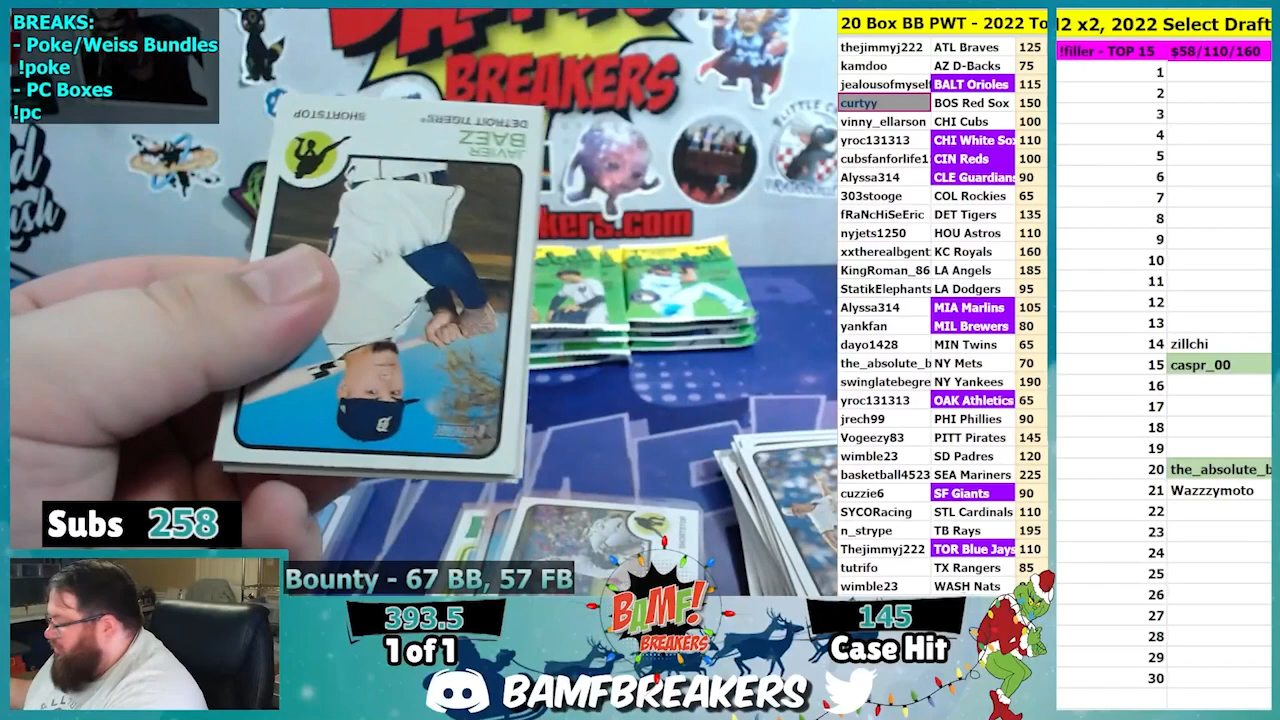 BREAKS:
- Poke/Weiss Bundles
!poke
- PC Boxes
!pc
BREAKERS
kers.com
SHORTSTOP
DETROIT TIGERS
JAVIER
BAEZ
Subs 258
Bounty - 67 BB, 57 FB
393.5
1 of 1
BAMF!
BREAKERS
145
Case Hit
BAMFBREAKERS
20 Box BB PWT - 2022 To
thejimmyj222 ATL Braves 125
kamdoo AZ D-Backs 75
jealousofmysel BALT Orioles 115
curtyy BOS Red Sox 150
vinny_ellarson CHI Cubs 100
yroc131313 CHI White Sox 110
cubsfanforlife1 CIN Reds 100
Alyssa314 CLE Guardians 90
303stooge COL Rockies 65
fRaNcHiSeEric DET Tigers 135
nyjets1250 HOU Astros 110
xxtherealbgent KC Royals 160
KingRoman_86 LA Angels 185
StatikElephants LA Dodgers 95
Alyssa314 MIA Marlins 105
yankfan MIL Brewers 80
dayo1428 MIN Twins 65
the_absolute_b NY Mets 70
swinglatebegre NY Yankees 190
yroc131313 OAK Athletics 65
jrech99 PHI Phillies 90
Vogeezy83 PITT Pirates 145
wimble23 SD Padres 120
basketball4523 SEA Mariners 225
cuzzie6 SF Giants 90
SYCORacing STL Cardinals 110
n_strype TB Rays 195
Thejimmyj222 TOR Blue Jays 110
tutrifo TX Rangers 85
wimble23 WASH Nats
I2 x2, 2022 Select Draft
!filler - TOP 15 $58/110/160
1
2
3
4
5
6
7
8
9
10
11
12
13
14 zillchi
15 caspr_00
16
17
18
19
20 the_absolute_b
21 Wazzzymoto
22
23
24
25
26
27
28
29
30